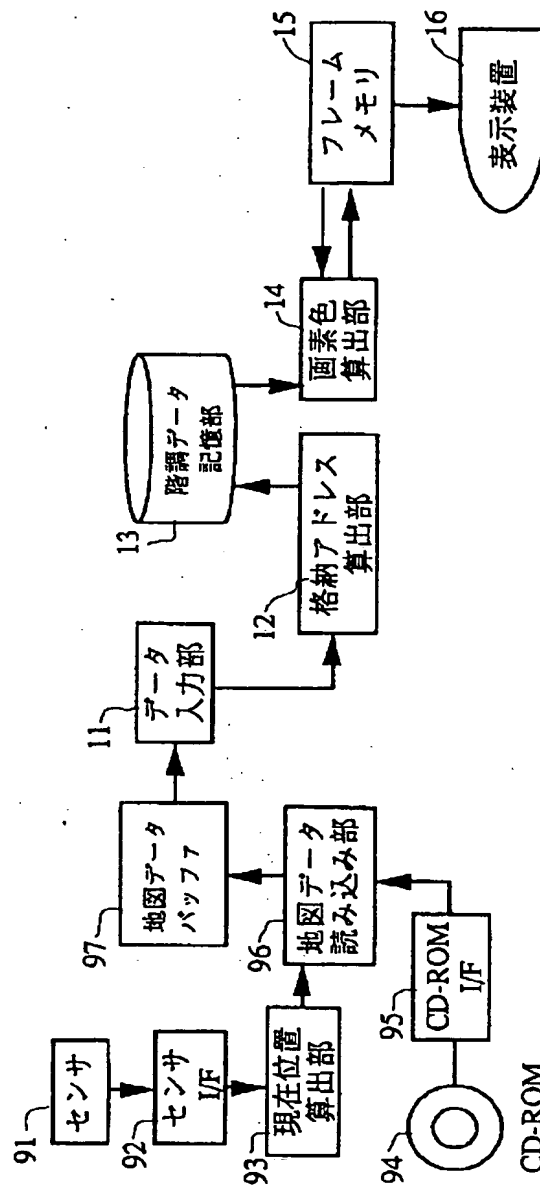 91
センサ
92
センサ
I/F
93
現在位置
算出部
94
CD-ROM
95
CD-ROM
I/F
96
地図データ
読み込み部
97
地図データ
バッファ
11
データ
入力部
12
格納アドレス
算出部
13
階調データ
記憶部
14
画素色
算出部
15
フレーム
メモリ
16
表示装置